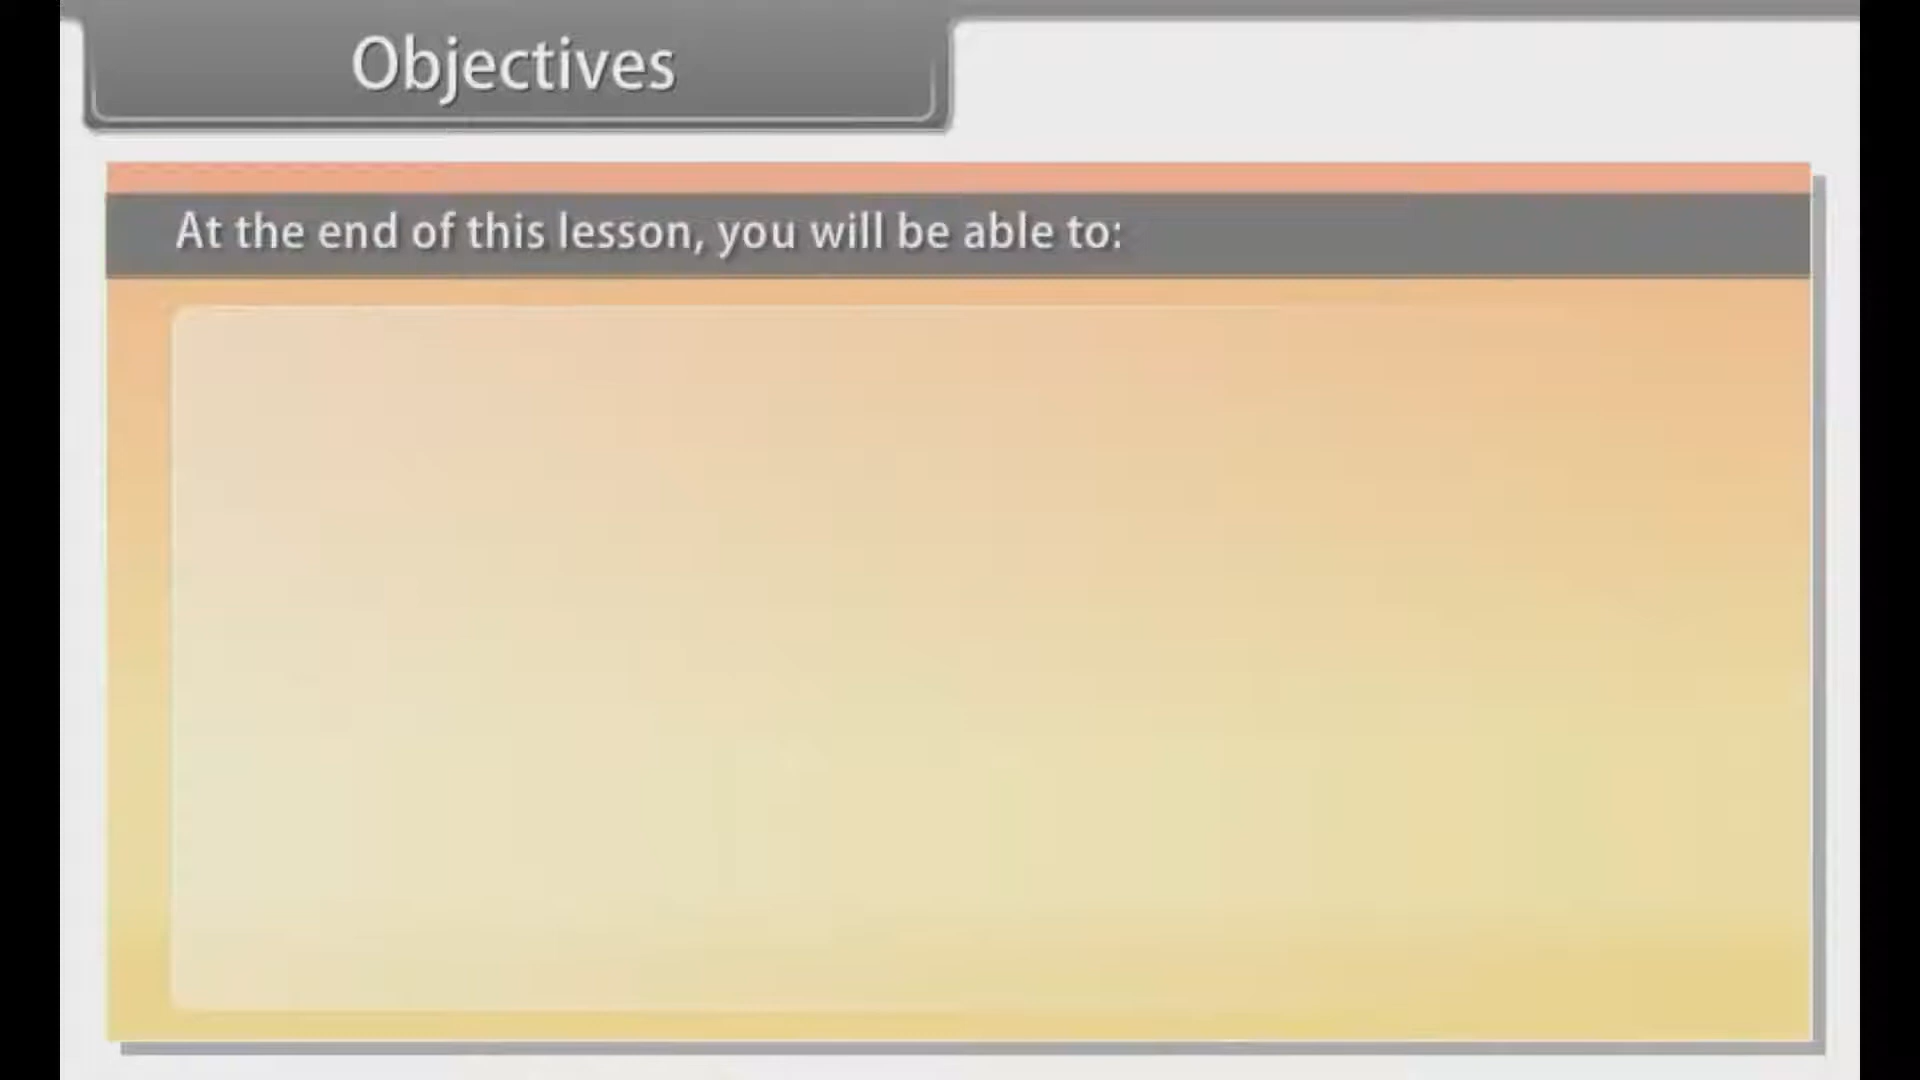 Objectives
At the end of this lesson, you will be able to: